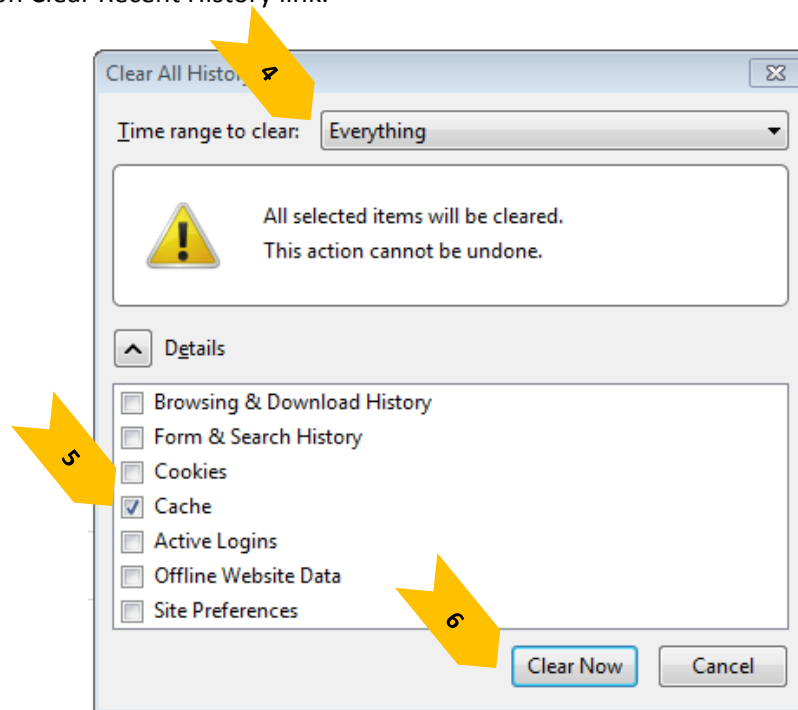 Clear Recent History link.
4
Clear All
Time range to clear: Everything
All selected items will be cleared.
This action cannot be undone.
Details
Browsing & Download History
Form & Search History
5
Cookies
Cache
Active Logins
Offline Website Data
Site Preferences
6
Clear Now Cancel